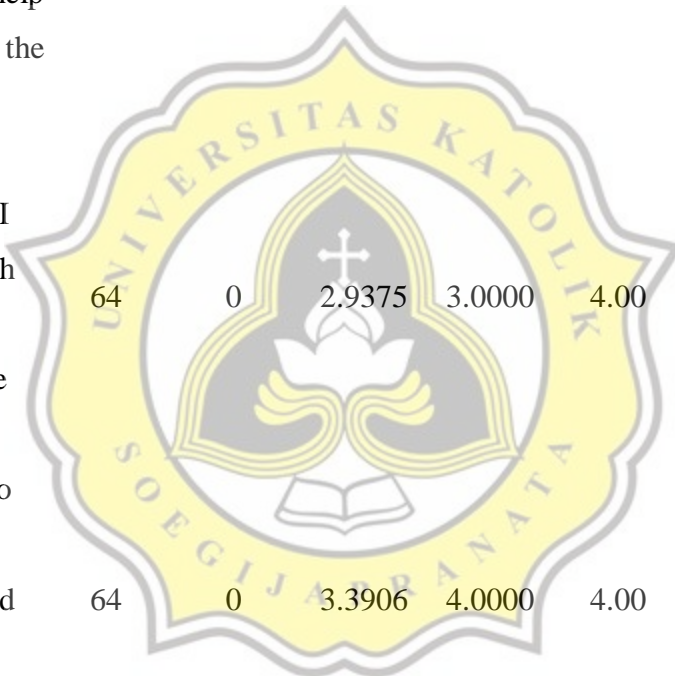 help
the
UNIVERSITAS KATOLIK
I
h
64 0 2.9375 3.0000 4.00
e
o
SOEGIJAPRANATA
d 64 0 3.3906 4.0000 4.00